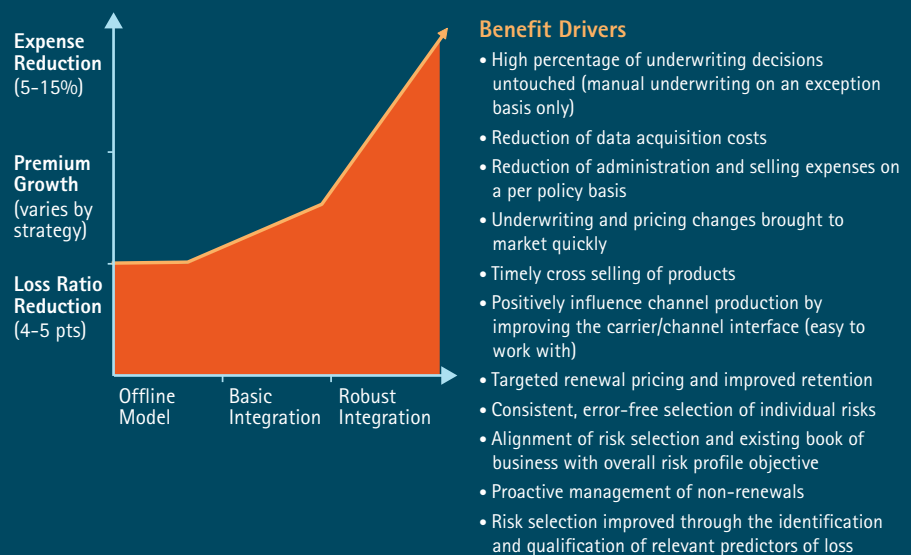 Expense
Reduction
(5-15%)
Premium
Growth
(varies by
strategy)
Loss Ratio
Reduction
(4-5 pts)
Offline
Model
Basic
Integration
Robust
Integration
Benefit Drivers
• High percentage of underwriting decisions
untouched (manual underwriting on an exception
basis only)
• Reduction of data acquisition costs
• Reduction of administration and selling expenses on
a per policy basis
• Underwriting and pricing changes brought to
market quickly
• Timely cross selling of products
• Positively influence channel production by
improving the carrier/channel interface (easy to
work with)
• Targeted renewal pricing and improved retention
• Consistent, error-free selection of individual risks
• Alignment of risk selection and existing book of
business with overall risk profile objective
• Proactive management of non-renewals
• Risk selection improved through the identification
and qualification of relevant predictors of loss